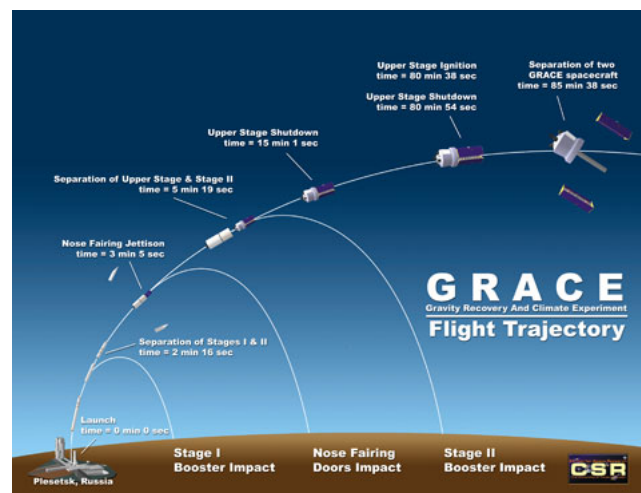 Upper Stage Ignition
time = 80 min 38 sec
Upper Stage Shutdown
time = 80 min 54 sec
Separation of two
GRACE spacecraft
time = 85 min 38 sec
Upper Stage Shutdown
time = 15 min 1 sec
Separation of Upper Stage & Stage II
time = 5 min 19 sec
Nose Fairing Jettison
time = 3 min 5 sec
GRACE
Gravity Recovery And Climate Experiment
Flight Trajectory
Separation of Stages I & II
time = 2 min 16 sec
Launch
time = 0 min 0 sec
Plesetsk, Russia
Stage I
Booster Impact
Nose Fairing
Doors Impact
Stage II
Booster Impact
CSR